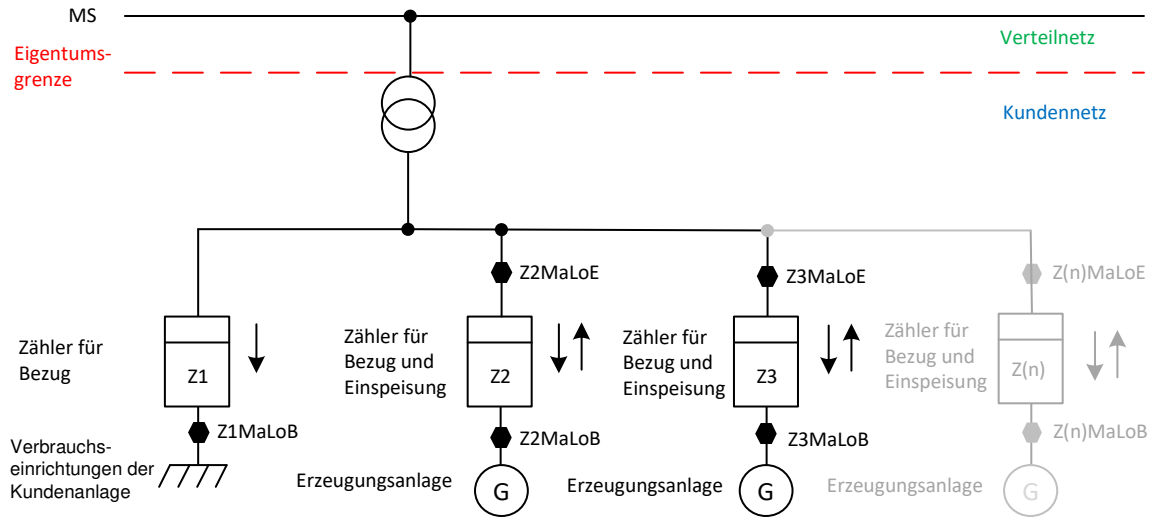 MS
Verteilnetz
Eigentums-
grenze
Kundennetz
Z2MaLoE
Z3MaLoE
Z(n)MaLoE
Zähler für
Bezug
Z1
Zähler für
Bezug und
Einspeisung
Z2
Zähler für
Bezug und
Einspeisung
Z3
Zähler für
Bezug und
Einspeisung
Z(n)
Z1MaLoB
Z2MaLoB
Z3MaLoB
Z(n)MaLoB
Verbrauchs-
einrichtungen der
Kundenanlage
Erzeugungsanlage
G
Erzeugungsanlage
G
Erzeugungsanlage
G